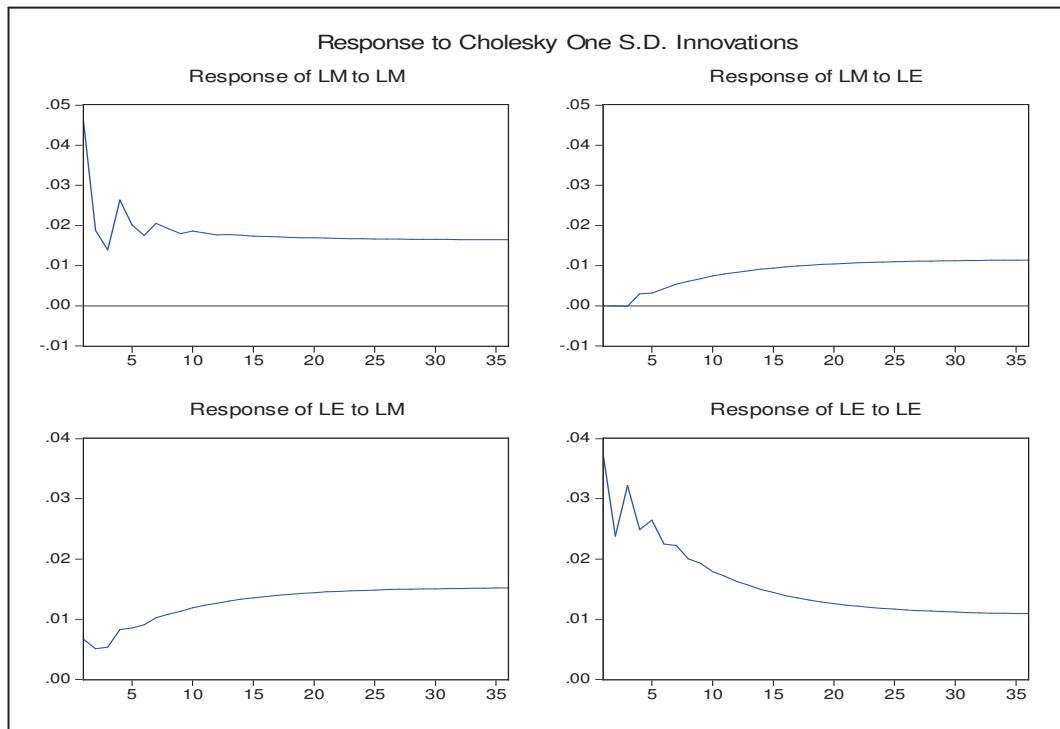 Response to Cholesky One S.D. Innovations
Response of LM to LM
.05
.04
.03
.02
.01
.00
-.01
5 10 15 20 25 30 35
Response of LM to LE
.05
.04
.03
.02
.01
.00
-.01
5 10 15 20 25 30 35
Response of LE to LM
.04
.03
.02
.01
.00
5 10 15 20 25 30 35
Response of LE to LE
.04
.03
.02
.01
.00
5 10 15 20 25 30 35